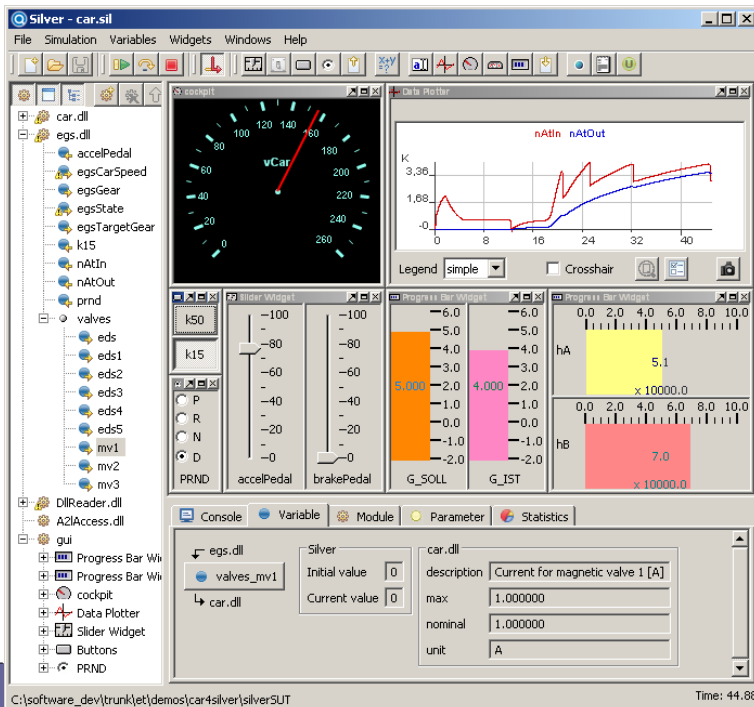 Silver - car.sil
File Simulation Variables Widgets Windows Help
x+y =?
aI
U
car.dll
egs.dll
accelPedal
egsCarSpeed
egsGear
egsState
egsTargetGear
k15
nAtIn
nAtOut
prnd
valves
eds
eds1
eds2
eds3
eds4
eds5
mv1
mv2
mv3
DllReader.dll
A2lAccess.dll
gui
Progress Bar Wi
Progress Bar Wi
cockpit
Data Plotter
Slider Widget
Buttons
PRND
cockpit
0 20 40 60 80 100 120 140 160 180 200 220 260
vCar
Data Plotter
nAtIn nAtOut
K
3,36
1,68
-0
0 8 16 24 32 40
Legend simple Crosshair
k50
k15
P
R
N
D
PRND
Slider Widget
100 100
80 80
60 60
40 40
20 20
0 0
accelPedal brakePedal
Progress Bar Widget
6.0 6.0
5.0 5.0
4.0 4.0
3.0 3.0
2.0 2.0
1.0 1.0
0.0 0.0
-1.0 -1.0
-2.0 -2.0
5.000 4.000
G_SOLL G_IST
Progress Bar Widget
0.0 2.0 4.0 6.0 8.0 10.0
hA
5.1
x 10000.0
0.0 2.0 4.0 6.0 8.0 10.0
hB
7.0
x 10000.0
Console Variable Module Parameter Statistics
egs.dll
valves_mv1
car.dll
Silver
Initial value 0
Current value 0
car.dll
description Current for magnetic valve 1 [A]
max 1.000000
nominal 1.000000
unit A
C:\software_dev\trunk\et\demos\car4silver\silverSUT
Time: 44.88